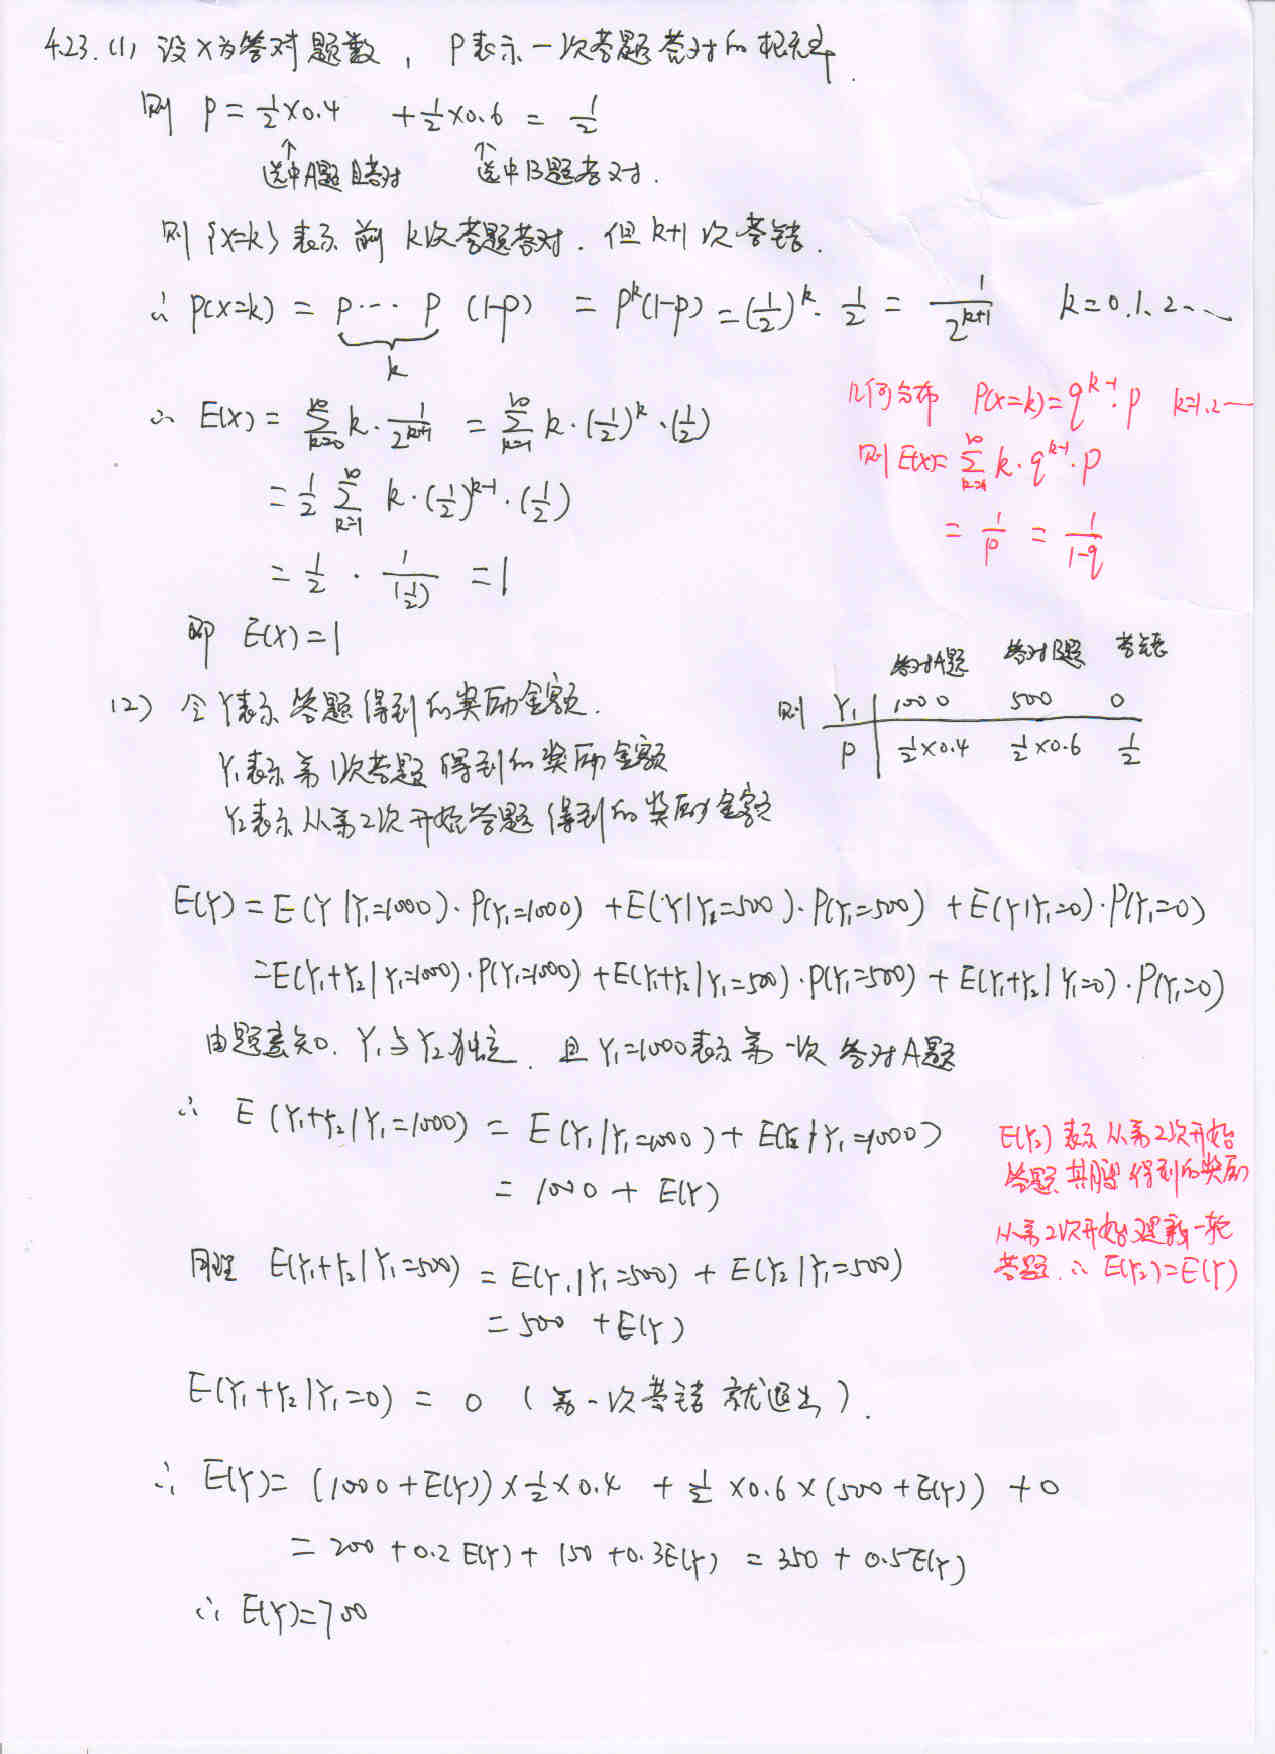 4.23. (1) 设X为答对题数, P表示一次答题答对的概率.
则 P = 1/2×0.4 + 1/2×0.6 = 1/2
↑ ↑
选中A题且答对 选中B题答对.
则{X=k}表示前k次答题答对. 但k+1次答错.
∴ P(X=k) = P⋯P (1-P) = P^k(1-P) = (1/2)^k · 1/2 = 1/2^{k+1} k=0.1.2⋯
k
∴ E(X) = ∑_{k=0}^{∞} k · 1/2^{k+1} = ∑_{k=1}^{∞} k · (1/2)^k · (1/2)
= 1/2 ∑_{k=1}^{∞} k · (1/2)^{k-1} · (1/2)
= 1/2 · 1/(1/2) = 1
即 E(X)=1
几何分布 P(X=k)=q^{k-1}·P k=1.2⋯
则E(X)=∑_{k=1}^{∞} k·q^{k-1}·P
= 1/P = 1/(1-q)
(2) 令Y表示答题得到的奖励金额.
Y₁表示第1次答题得到的奖励金额
Y₂表示从第2次开始答题得到的奖励金额
答对A题 答对B题 答错
则 Y₁ 1000 500 0
P 1/2×0.4 1/2×0.6 1/2
E(Y) = E(Y|Y₁=1000)·P(Y₁=1000) + E(Y|Y₁=500)·P(Y₁=500) + E(Y|Y₁=0)·P(Y₁=0)
=E(Y₁+Y₂|Y₁=1000)·P(Y₁=1000) + E(Y₁+Y₂|Y₁=500)·P(Y₁=500) + E(Y₁+Y₂|Y₁=0)·P(Y₁=0)
由题意知. Y₁与Y₂独立. 且Y₁=1000表示第一次答对A题
∴ E(Y₁+Y₂|Y₁=1000) = E(Y₁|Y₁=1000) + E(Y₂|Y₁=1000)
= 1000 + E(Y)
E(Y₂)表示从第2次开始
答题其期望得到的奖励
从第2次开始又是新一轮
答题. ∴ E(Y₂)=E(Y)
同理 E(Y₁+Y₂|Y₁=500) = E(Y₁|Y₁=500) + E(Y₂|Y₁=500)
= 500 + E(Y)
E(Y₁+Y₂|Y₁=0) = 0 (第一次答错就退出).
∴ E(Y)= (1000+E(Y))×1/2×0.4 + 1/2×0.6×(500+E(Y)) + 0
= 200 + 0.2E(Y) + 150 + 0.3E(Y) = 350 + 0.5E(Y)
∴ E(Y)=700